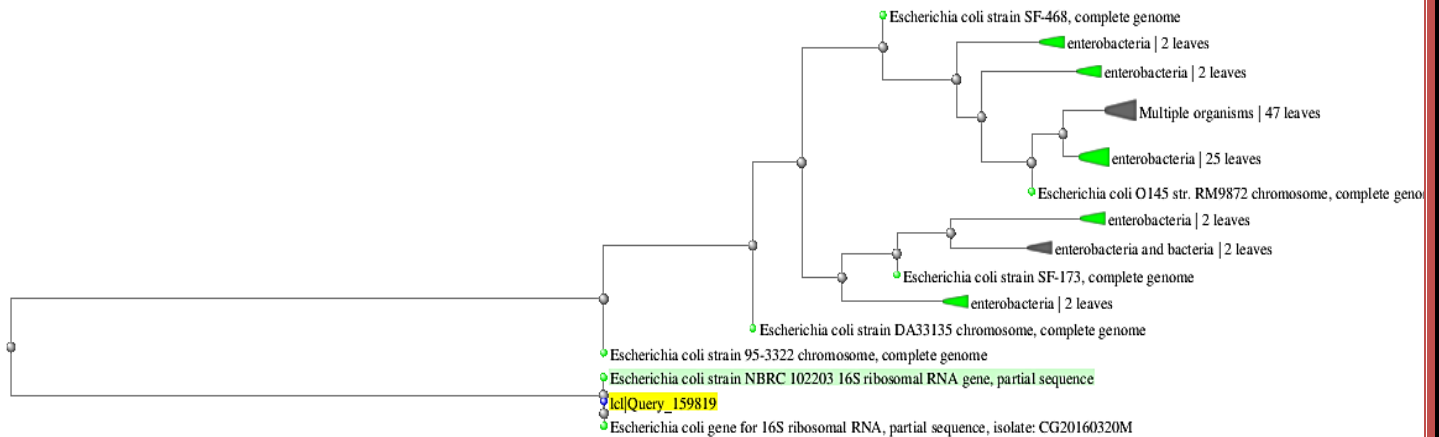 Escherichia coli strain SF-468, complete genome
enterobacteria | 2 leaves
enterobacteria | 2 leaves
Multiple organisms | 47 leaves
enterobacteria | 25 leaves
Escherichia coli O145 str. RM9872 chromosome, complete geno
enterobacteria | 2 leaves
enterobacteria and bacteria | 2 leaves
Escherichia coli strain SF-173, complete genome
enterobacteria | 2 leaves
Escherichia coli strain DA33135 chromosome, complete genome
Escherichia coli strain 95-3322 chromosome, complete genome
Escherichia coli strain NBRC 102203 16S ribosomal RNA gene, partial sequence
lcl|Query_159819
Escherichia coli gene for 16S ribosomal RNA, partial sequence, isolate: CG20160320M